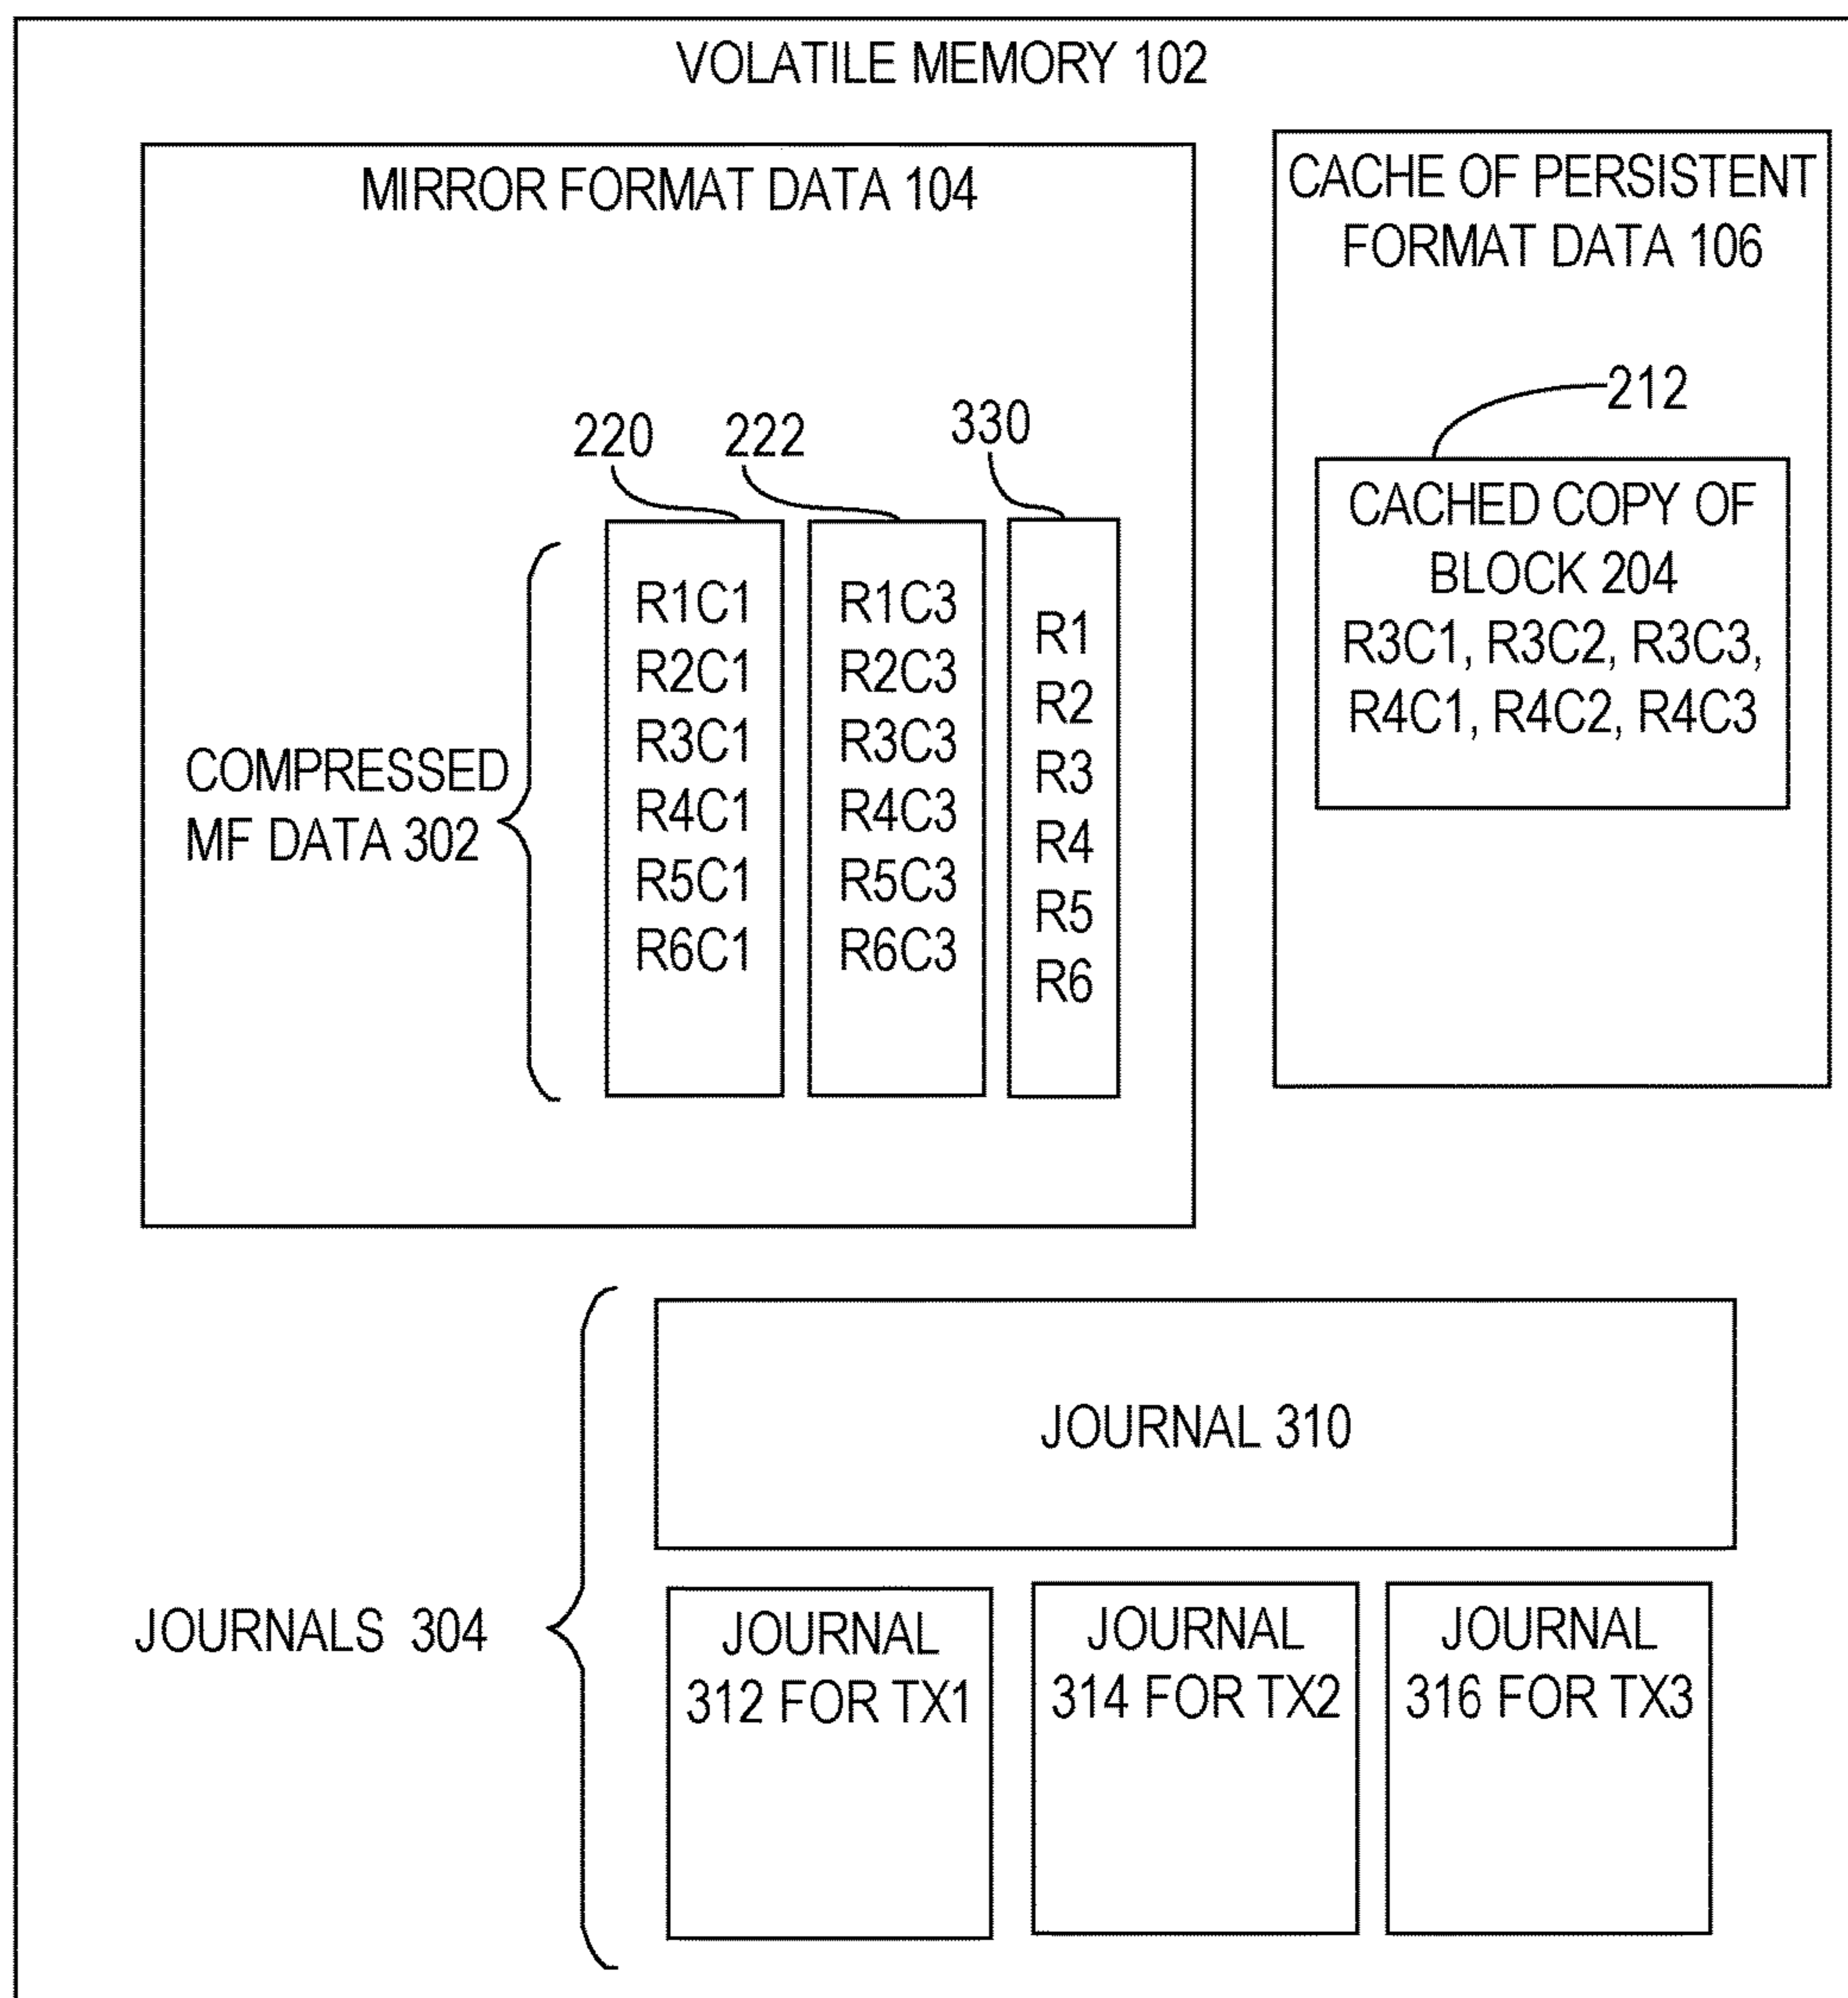 VOLATILE MEMORY 102
MIRROR FORMAT DATA 104
220
222
330
COMPRESSED
MF DATA 302
R1C1
R2C1
R3C1
R4C1
R5C1
R6C1
R1C3
R2C3
R3C3
R4C3
R5C3
R6C3
R1
R2
R3
R4
R5
R6
CACHE OF PERSISTENT
FORMAT DATA 106
212
CACHED COPY OF
BLOCK 204
R3C1, R3C2, R3C3,
R4C1, R4C2, R4C3
JOURNALS 304
JOURNAL 310
JOURNAL
312 FOR TX1
JOURNAL
314 FOR TX2
JOURNAL
316 FOR TX3